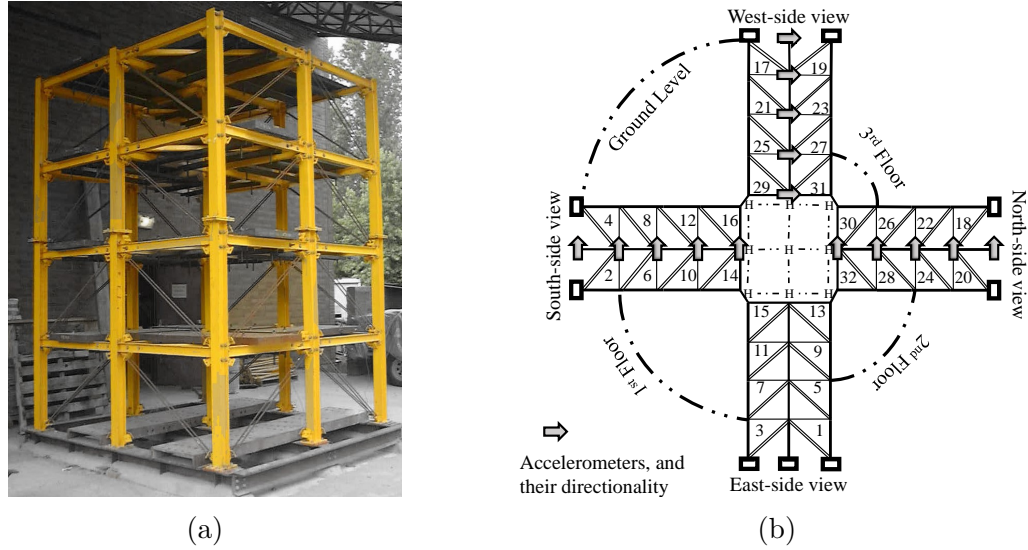 West-side view
17 19
Ground Level
21 23
25 27
3rd Floor
29 31
H H H
4 8 12 16
30 26 22 18
South-side view
North-side view
H H H
2 6 10 14
32 28 24 20
H H H
15 13
11 9
1st Floor
2nd Floor
7 5
3 1
Accelerometers, and
their directionality
East-side view
(a)
(b)